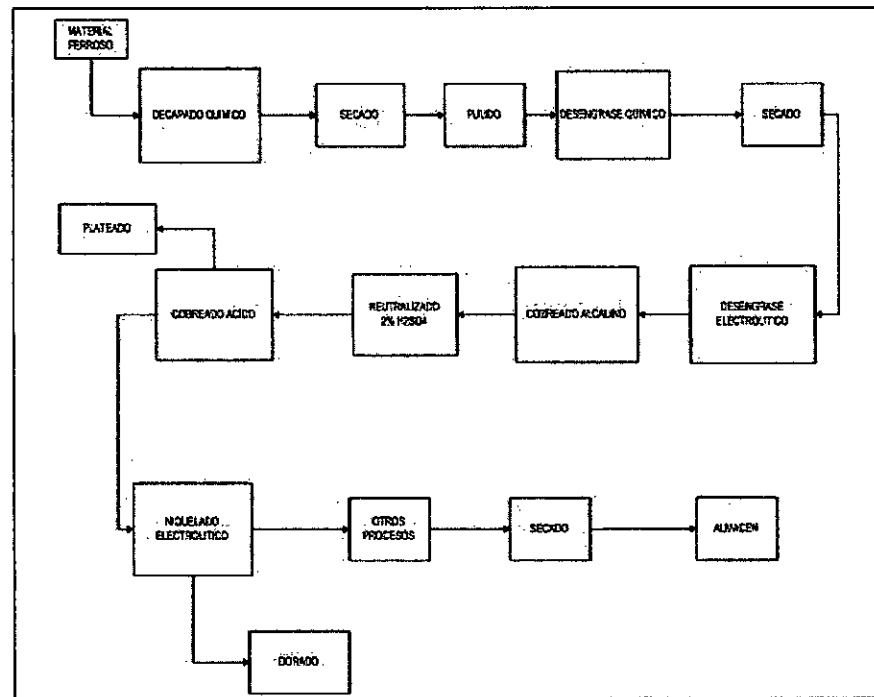 MATERIAL
FERROSO
DECAPADO QUIMICO
SECADO
PULIDO
DESENGRASE QUIMICO
SECADO
PLATEADO
COBREADO ACIDO
NEUTRALIZADO
2% H2SO4
COBREADO ALCALINO
DESENGRASE
ELECTROLITICO
NIQUELADO
ELECTROLITICO
OTROS
PROCESOS
SECADO
ALMACEN
DORADO